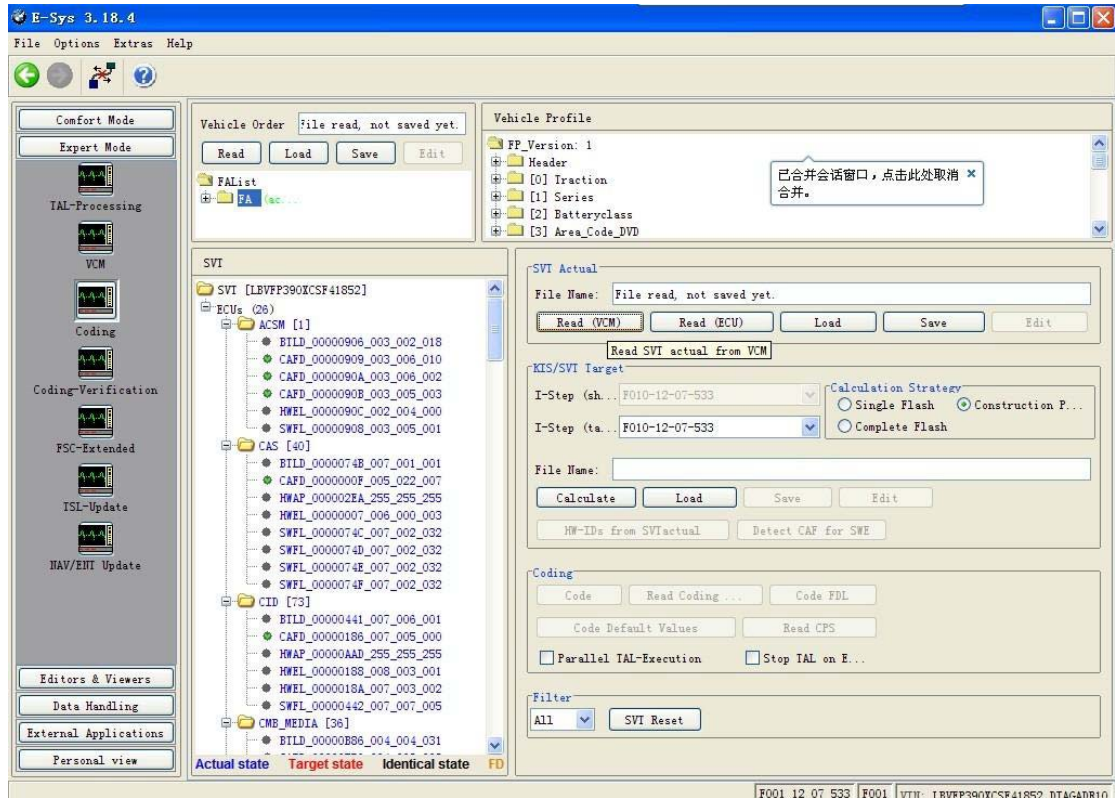 E-Sys 3.18.4
File Options Extras Help
Comfort Mode
Expert Mode
TAL-Processing
VCM
Coding
Coding-Verification
FSC-Extended
TSL-Update
NAV/ENT Update
Editors & Viewers
Data Handling
External Applications
Personal view
Vehicle Order File read, not saved yet.
Read Load Save Edit
FAList
FA (ac...
Vehicle Profile
FP_Version: 1
Header
[0] Traction
[1] Series
[2] Batteryclass
[3] Area_Code_DVD
已合并会话窗口，点击此处取消
合并。
SVT
SVT [LBVFP390XCSF41852]
ECUs (26)
ACSM [1]
BTLD_00000906_003_002_018
CAFD_00000909_003_006_010
CAFD_0000090A_003_006_002
CAFD_0000090B_003_005_003
HWEL_0000090C_002_004_000
SWFL_00000908_003_005_001
CAS [40]
BTLD_0000074B_007_001_001
CAFD_0000000F_005_022_007
HWAP_000002EA_255_255_255
HWEL_00000007_006_000_003
SWFL_0000074C_007_002_032
SWFL_0000074D_007_002_032
SWFL_0000074E_007_002_032
SWFL_0000074F_007_002_032
CID [73]
BTLD_00000441_007_006_001
CAFD_00000186_007_005_000
HWAP_00000AAD_255_255_255
HWEL_00000188_008_003_001
HWEL_0000018A_007_003_002
SWFL_00000442_007_007_005
CMB_MEDIA [36]
BTLD_00000B86_004_004_031
Actual state Target state Identical state FD
SVT Actual
File Name: File read, not saved yet.
Read (VCM) Read (ECU) Load Save Edit
Read SVT actual from VCM
KIS/SVT Target
I-Step (sh... F010-12-07-533
I-Step (ta... F010-12-07-533
Calculation Strategy
Single Flash Construction P...
Complete Flash
File Name:
Calculate Load Save Edit
HW-IDs from SVTactual Detect CAF for SWE
Coding
Code Read Coding ... Code FDL
Code Default Values Read CPS
Parallel TAL-Execution Stop TAL on E...
Filter
All SVT Reset
F001_12_07_533 F001 VIN: LBVFP390XCSF41852_DIAGADR10